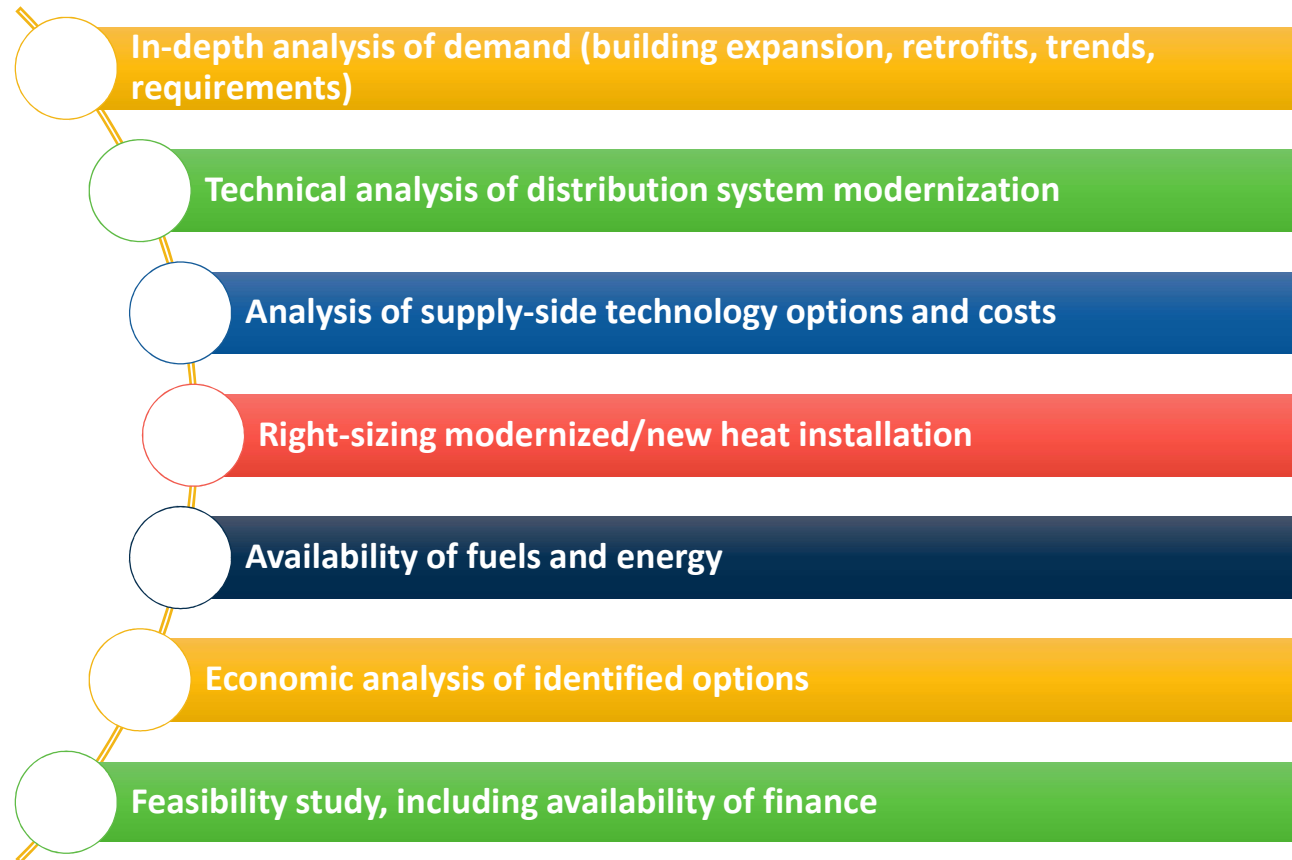 In-depth analysis of demand (building expansion, retrofits, trends,
requirements)
Technical analysis of distribution system modernization
Analysis of supply-side technology options and costs
Right-sizing modernized/new heat installation
Availability of fuels and energy
Economic analysis of identified options
Feasibility study, including availability of finance